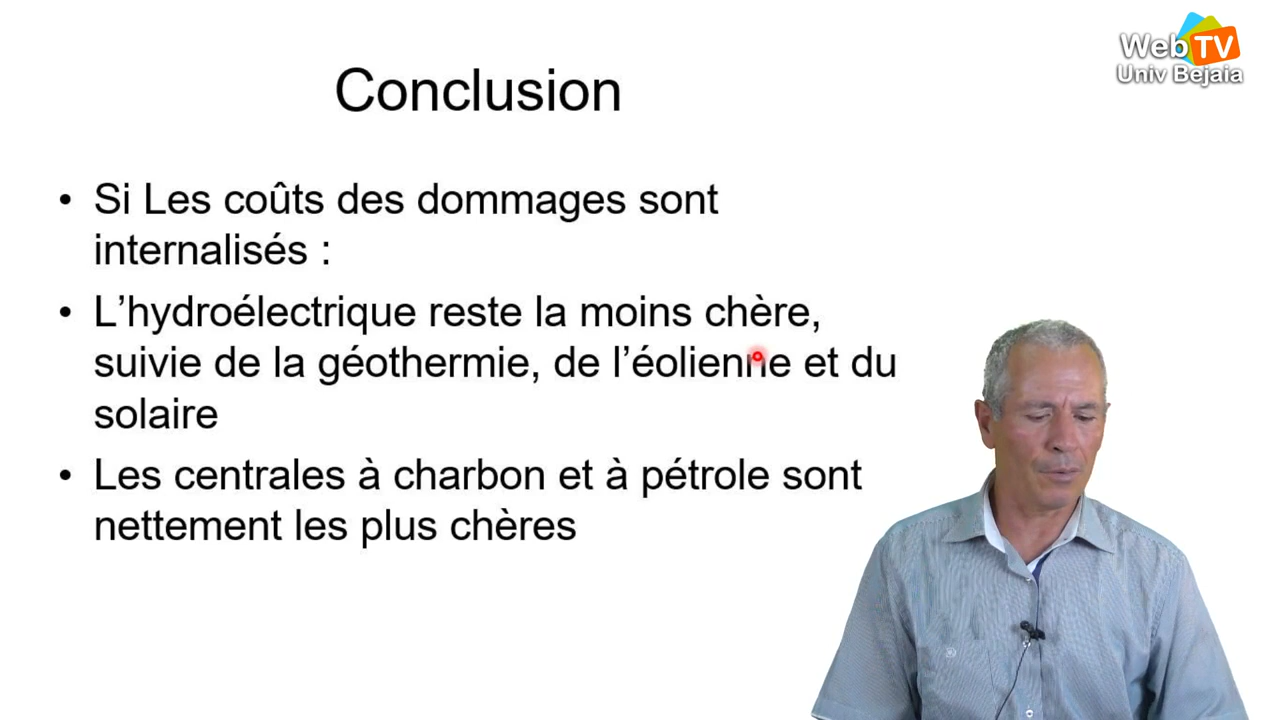 Web TV
Univ Bejaia
Conclusion
• Si Les coûts des dommages sont
internalisés :
• L’hydroélectrique reste la moins chère,
suivie de la géothermie, de l’éolienne et du
solaire
• Les centrales à charbon et à pétrole sont
nettement les plus chères